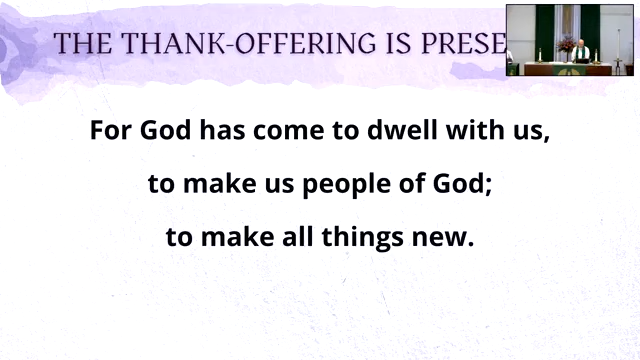 THE THANK-OFFERING IS PRESE
For God has come to dwell with us,
to make us people of God;
to make all things new.